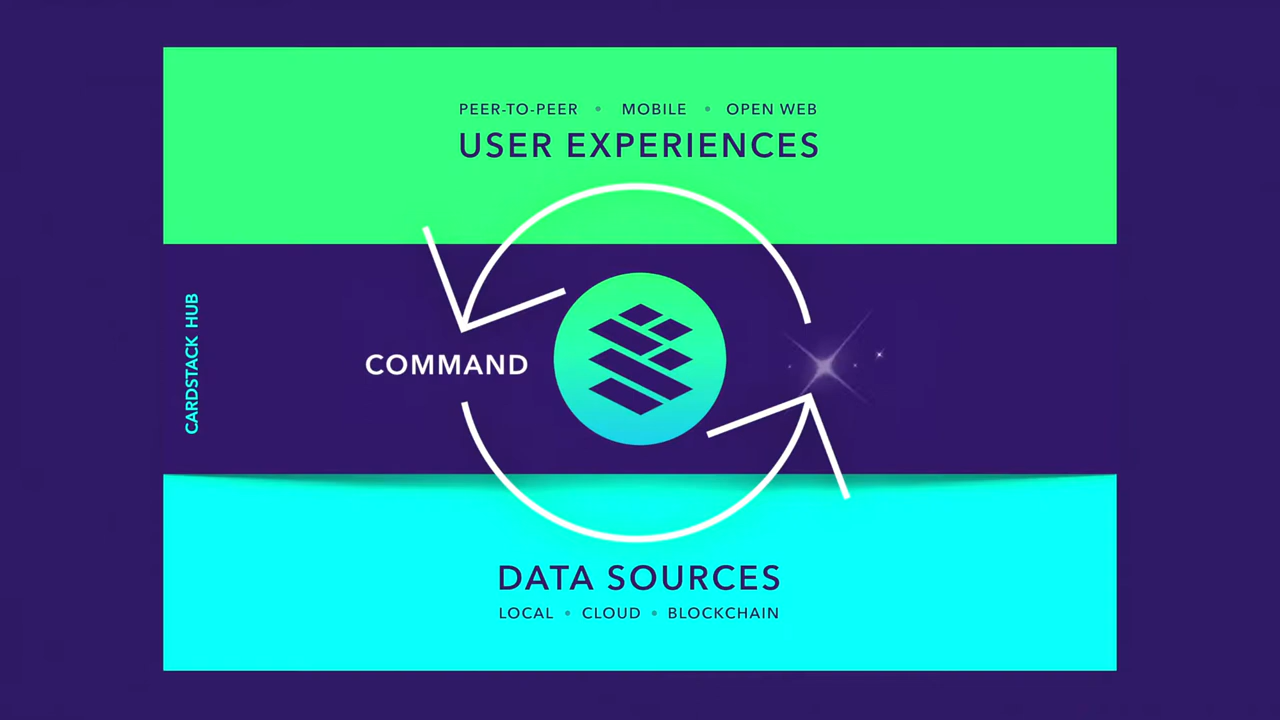 PEER-TO-PEER • MOBILE • OPEN WEB
USER EXPERIENCES
CARDSTACK HUB
COMMAND
DATA SOURCES
LOCAL • CLOUD • BLOCKCHAIN